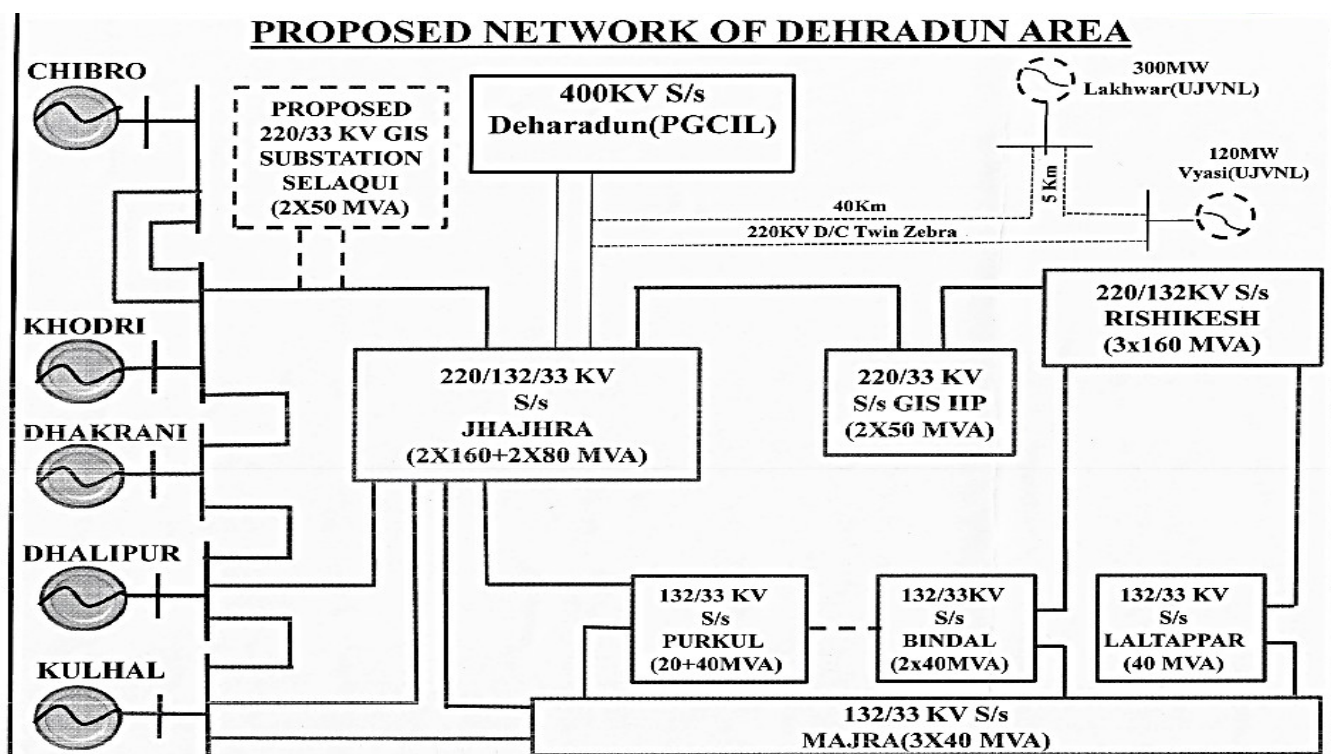 PROPOSED NETWORK OF DEHRADUN AREA
CHIBRO
PROPOSED
220/33 KV GIS
SUBSTATION
SELAQUI
(2X50 MVA)
400KV S/s
Deharadun(PGCIL)
300MW
Lakhwar(UJVNL)
5 Km
120MW
Vyasi(UJVNL)
40Km
220KV D/C Twin Zebra
KHODRI
220/132/33 KV
S/s
JHAJHRA
(2X160+2X80 MVA)
220/33 KV
S/s GIS IIP
(2X50 MVA)
220/132KV S/s
RISHIKESH
(3x160 MVA)
DHAKRANI
DHALIPUR
132/33 KV
S/s
PURKUL
(20+40MVA)
132/33KV
S/s
BINDAL
(2x40MVA)
132/33 KV
S/s
LALTAPPAR
(40 MVA)
KULHAL
132/33 KV S/s
MAJRA(3X40 MVA)